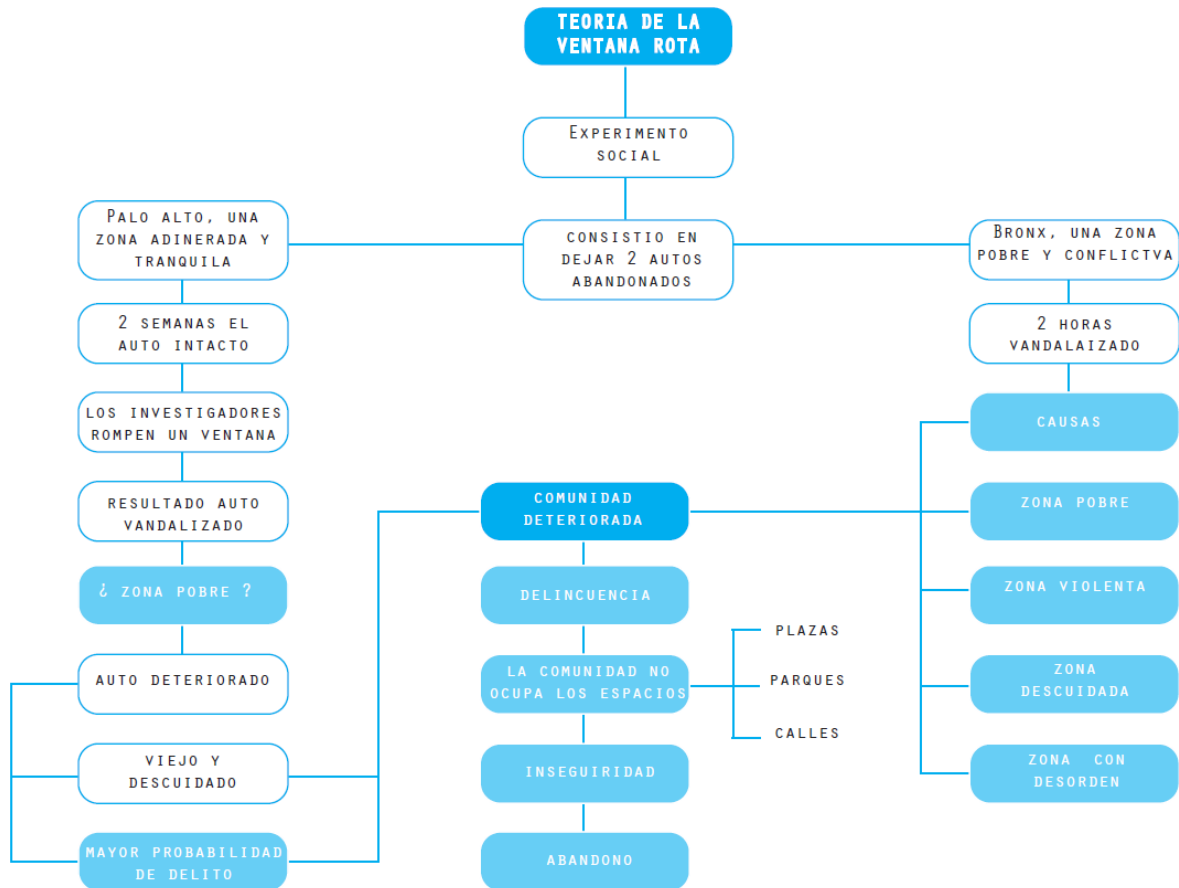 TEORIA DE LA
VENTANA ROTA
EXPERIMENTO
SOCIAL
CONSISTIO EN
DEJAR 2 AUTOS
ABANDONADOS
PALO ALTO, UNA
ZONA ADINERADA Y
TRANQUILA
2 SEMANAS EL
AUTO INTACTO
LOS INVESTIGADORES
ROMPEN UN VENTANA
RESULTADO AUTO
VANDALIZADO
¿ ZONA POBRE ?
AUTO DETERIORADO
VIEJO Y
DESCUIDADO
MAYOR PROBABILIDAD
DE DELITO
COMUNIDAD
DETERIORADA
DELINCUENCIA
LA COMUNIDAD NO
OCUPA LOS ESPACIOS
PLAZAS
PARQUES
CALLES
INSEGUIRIDAD
ABANDONO
BRONX, UNA ZONA
POBRE Y CONFLICTVA
2 HORAS
VANDALAIZADO
CAUSAS
ZONA POBRE
ZONA VIOLENTA
ZONA
DESCUIDADA
ZONA CON
DESORDEN